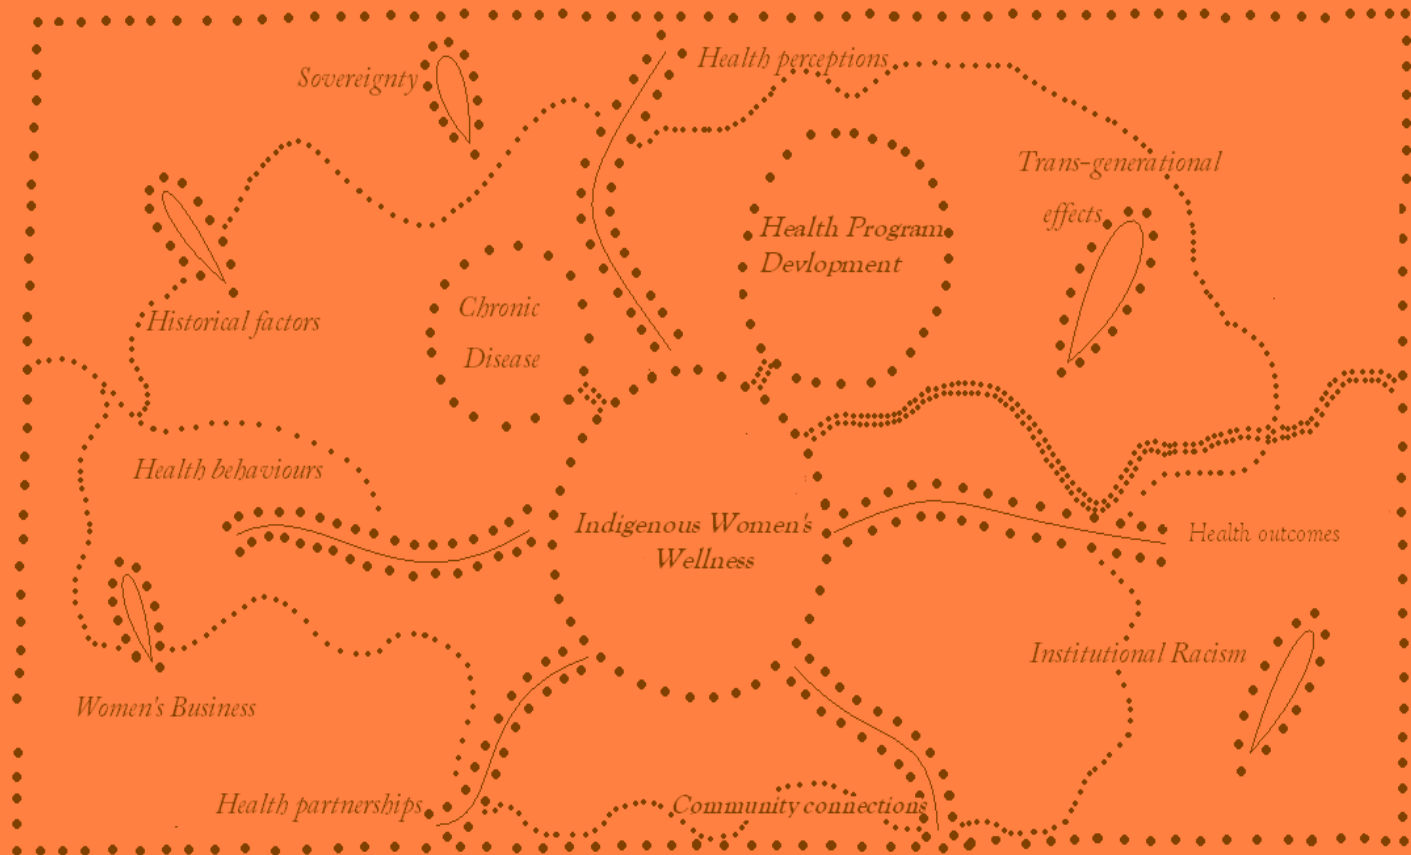 Health perceptions
Sovereignty
Trans-generational
effects
Health Program
Devlopment
Historical factors
Chronic
Disease
Health behaviours
Indigenous Women's
Wellness
Health outcomes
Institutional Racism
Women's Business
Health partnerships
Community connections